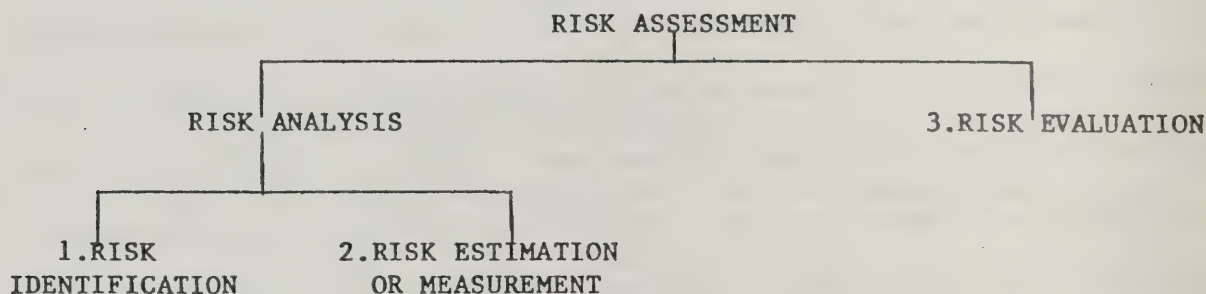 RISK ASSESSMENT
RISK ANALYSIS
3.RISK EVALUATION
1.RISK
IDENTIFICATION
2.RISK ESTIMATION
OR MEASUREMENT